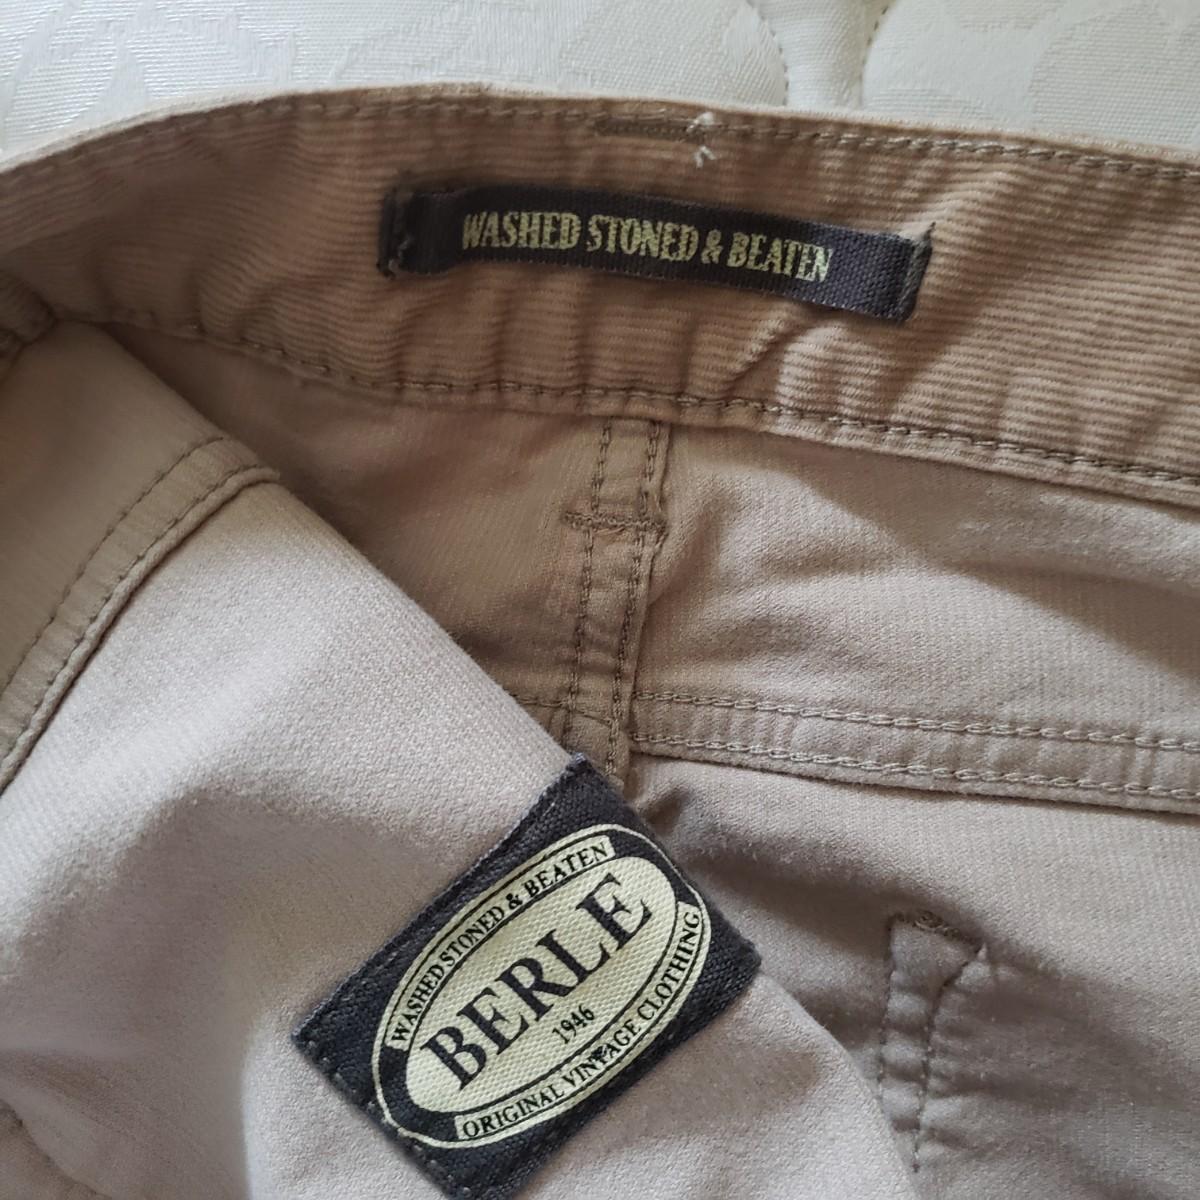 WASHED STONED & BEATEN
WASHED STONED & BEATEN
BERLE
1946
ORIGINAL VINTAGE CLOTHING